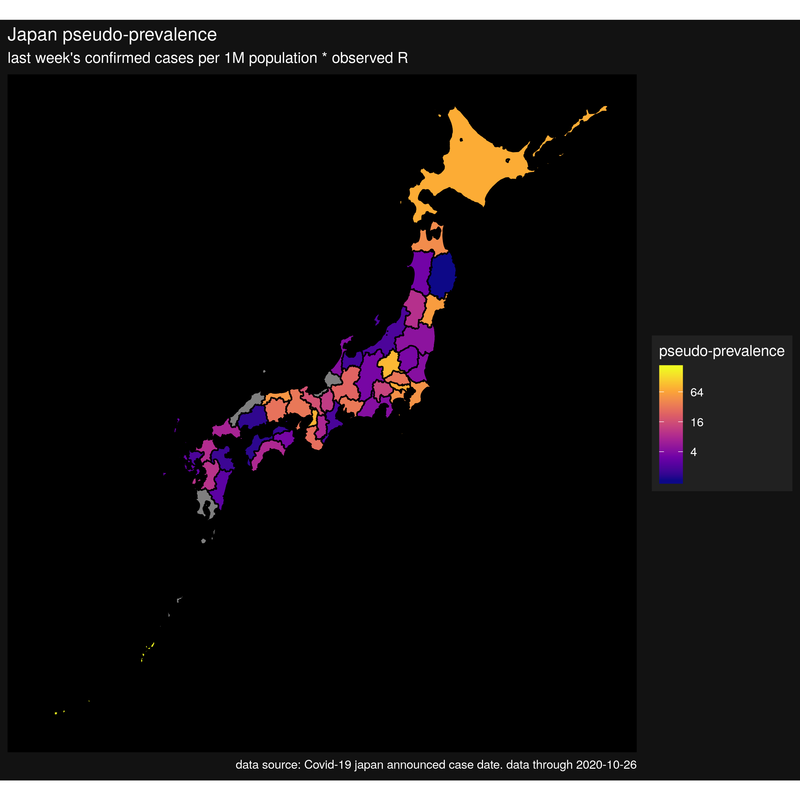 Japan pseudo-prevalence
last week's confirmed cases per 1M population * observed R
pseudo-prevalence
64
16
4
data source: Covid-19 japan announced case date. data through 2020-10-26